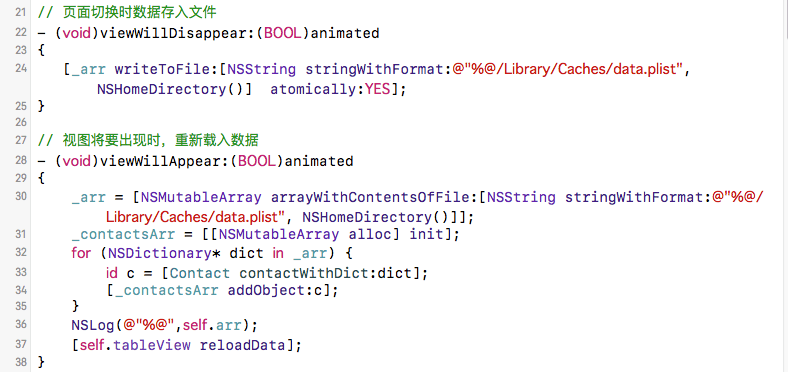 21 // 页面切换时数据存入文件
22 - (void)viewWillDisappear:(BOOL)animated
23 {
24 [_arr writeToFile:[NSString stringWithFormat:@"%@/Library/Caches/data.plist",
NSHomeDirectory()]  atomically:YES];
25 }
26
27 // 视图将要出现时，重新载入数据
28 - (void)viewWillAppear:(BOOL)animated
29 {
30 _arr = [NSMutableArray arrayWithContentsOfFile:[NSString stringWithFormat:@"%@/
Library/Caches/data.plist", NSHomeDirectory()]];
31 _contactsArr = [[NSMutableArray alloc] init];
32 for (NSDictionary* dict in _arr) {
33 id c = [Contact contactWithDict:dict];
34 [_contactsArr addObject:c];
35 }
36 NSLog(@"%@",self.arr);
37 [self.tableView reloadData];
38 }